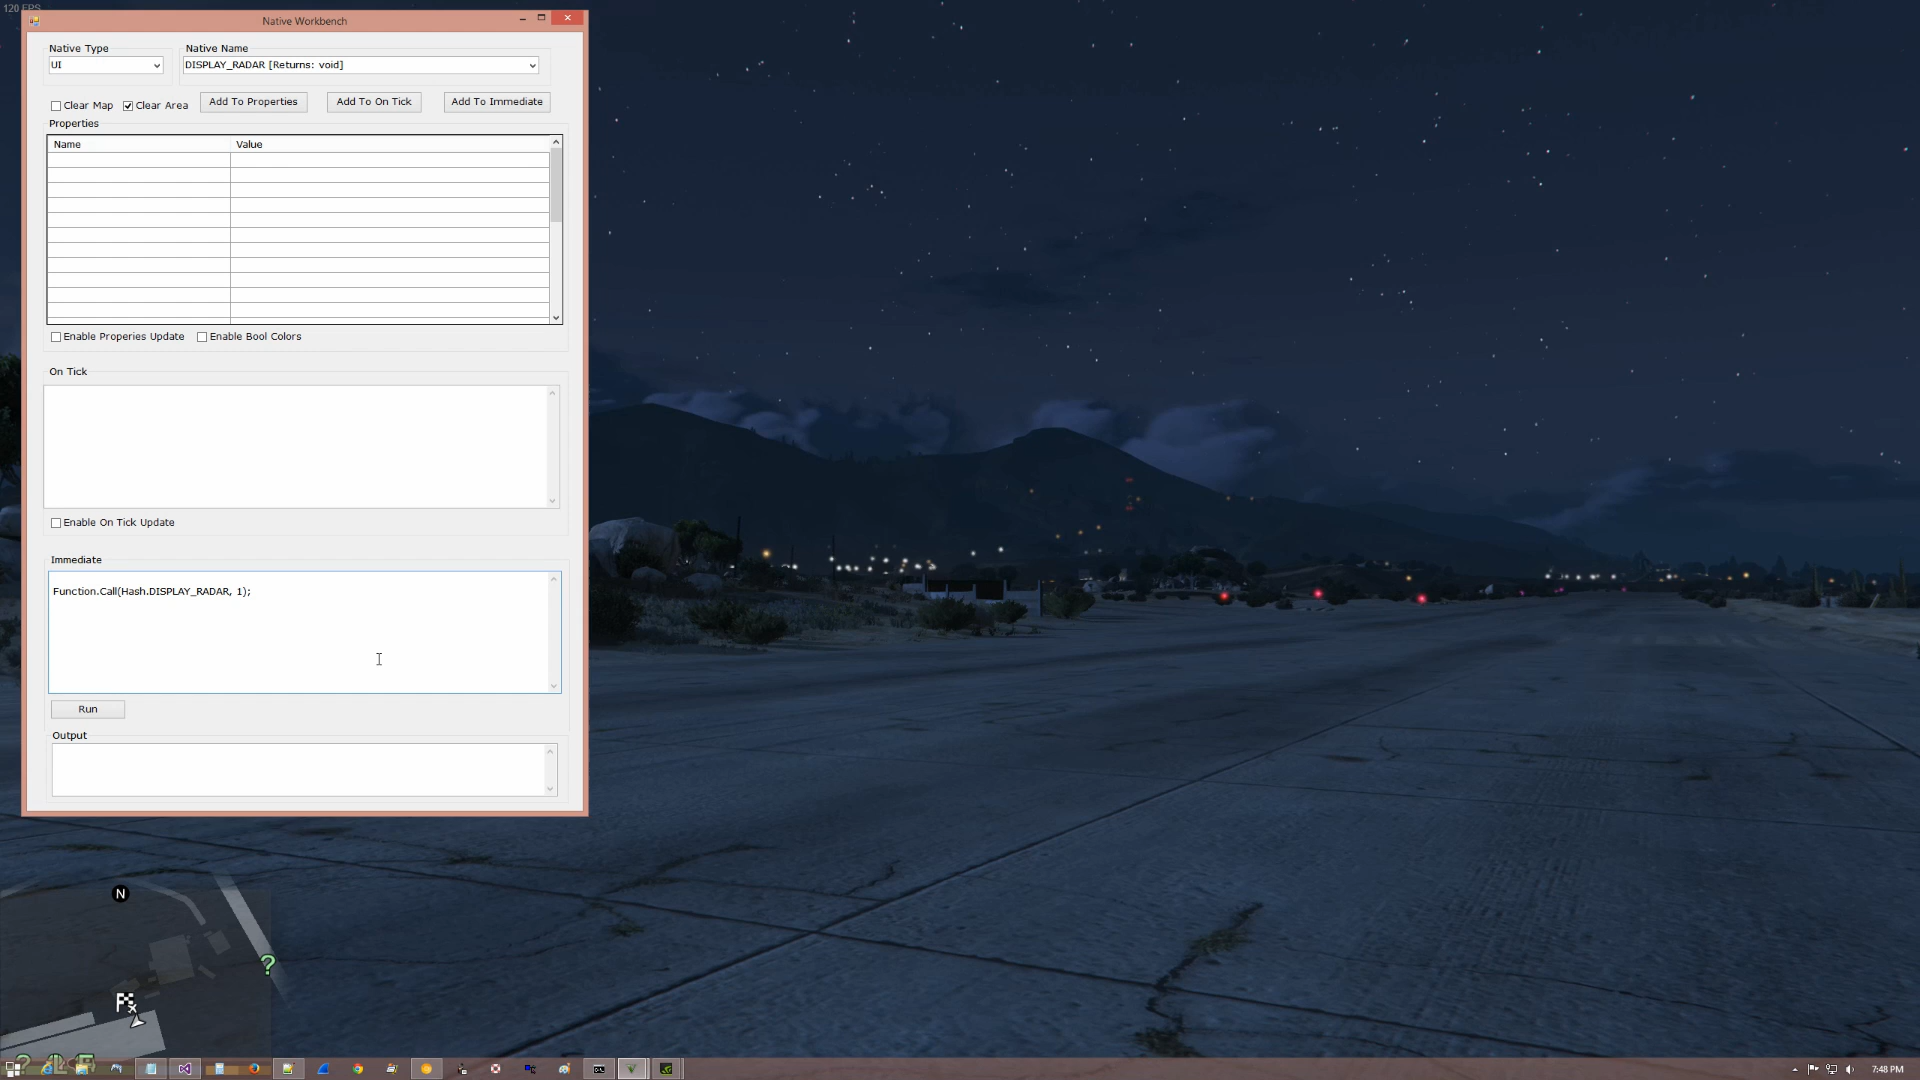 120 FPS
Native Workbench
Native Type
Native Name
UI
DISPLAY_RADAR [Returns: void]
Clear Map
Clear Area
Add To Properties
Add To On Tick
Add To Immediate
Properties
Name
Value
Enable Properies Update
Enable Bool Colors
On Tick
Enable On Tick Update
Immediate
Function.Call(Hash.DISPLAY_RADAR, 1);
Run
Output
N
?
7:48 PM